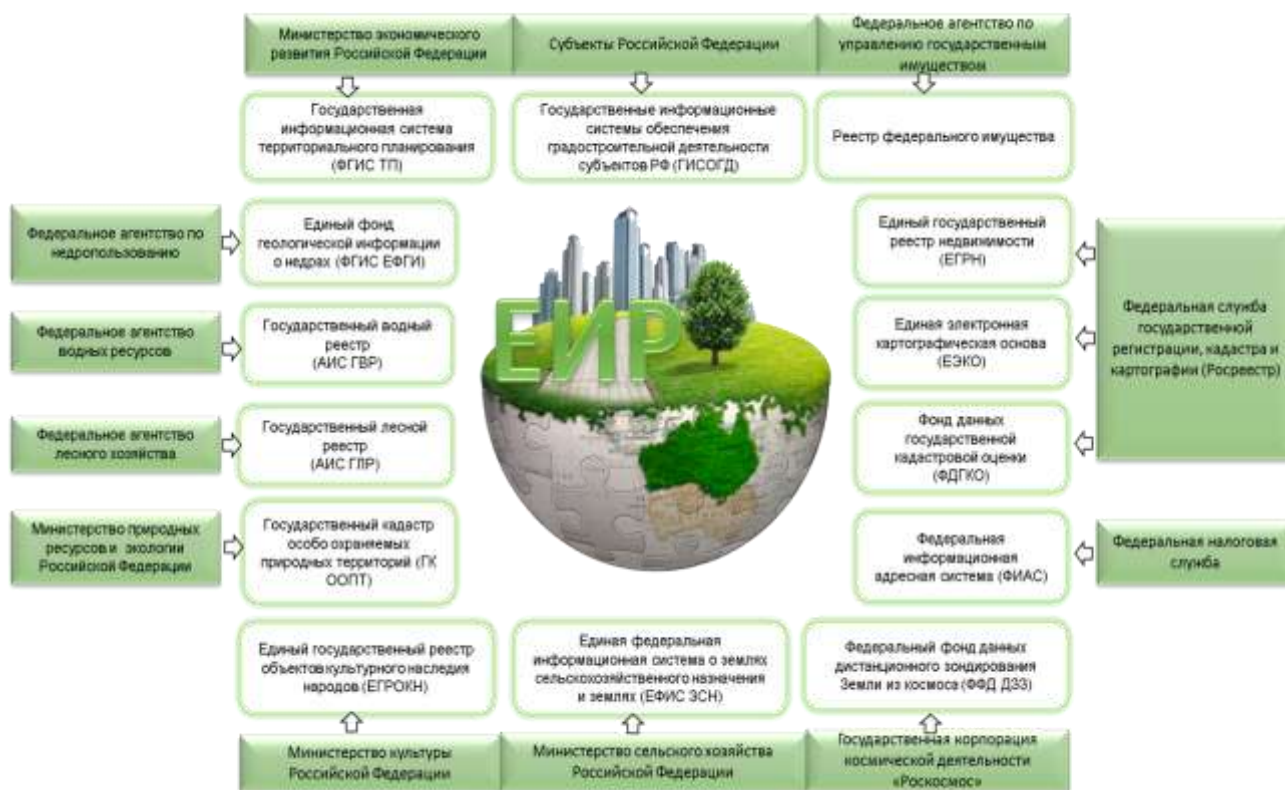 Министерство экономического
развития Российской Федерации
Субъекты Российской Федерации
Федеральное агентство по
управлению государственным
имуществом
Государственная
информационная система
территориального планирования
(ФГИС ТП)
Государственные информационные
системы обеспечения
градостроительной деятельности
субъектов РФ (ГИСОГД)
Реестр федерального имущества
Федеральное агентство по
недропользованию
Единый фонд
геологической информации
о недрах (ФГИС ЕФГИ)
Федеральное агентство
водных ресурсов
Государственный водный
реестр
(АИС ГВР)
Федеральное агентство
лесного хозяйства
Государственный лесной
реестр
(АИС ГЛР)
Министерство природных
ресурсов и экологии
Российской Федерации
Государственный кадастр
особо охраняемых
природных территорий (ГК
ООПТ)
ЕИР
Единый государственный
реестр недвижимости
(ЕГРН)
Единая электронная
картографическая основа
(ЕЭКО)
Фонд данных
государственной
кадастровой оценки
(ФДГКО)
Федеральная служба
государственной
регистрации, кадастра и
картографии (Росреестр)
Федеральная
информационная
адресная система (ФИАС)
Федеральная налоговая
служба
Единый государственный реестр
объектов культурного наследия
народов (ЕГРОКН)
Единая федеральная
информационная система о землях
сельскохозяйственного назначения
и землях (ЕФИС ЗСН)
Федеральный фонд данных
дистанционного зондирования
Земли из космоса (ФФД ДЗЗ)
Министерство культуры
Российской Федерации
Министерство сельского хозяйства
Российской Федерации
Государственная корпорация
космической деятельности
«Роскосмос»